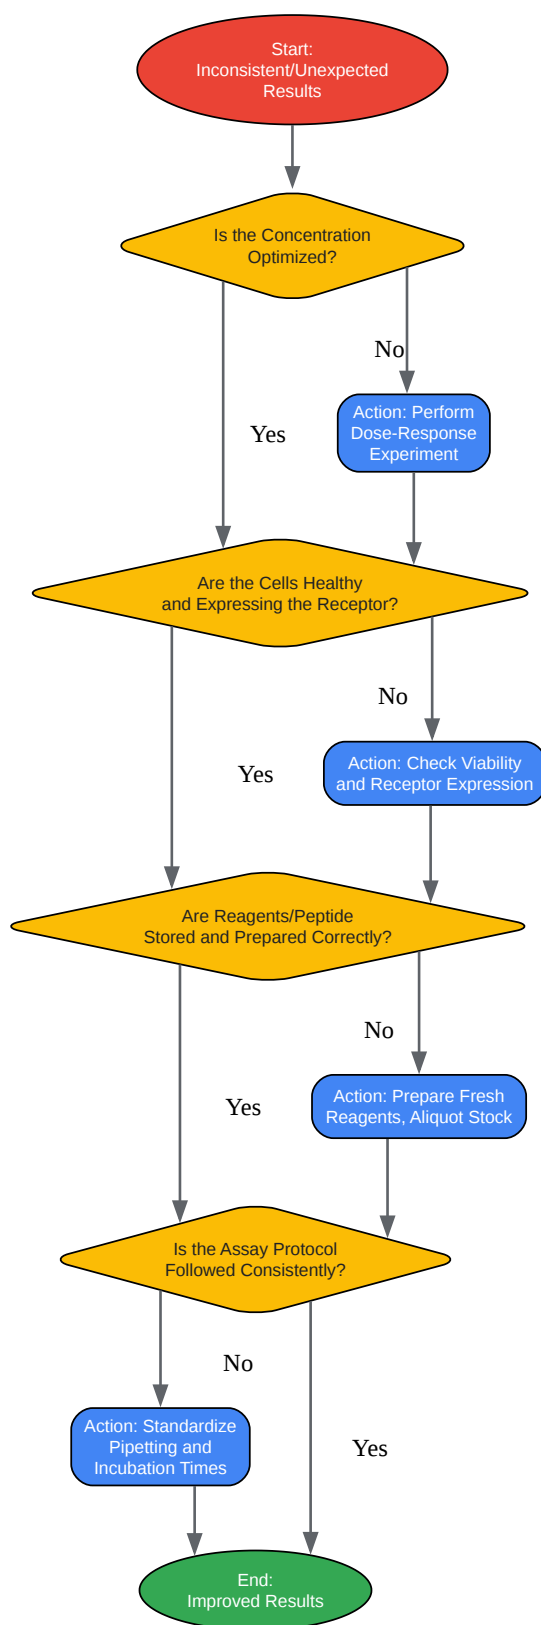 Start:
Inconsistent/Unexpected
Results
Is the Concentration
Optimized?
No
Action: Perform
Dose-Response
Experiment
Yes
Are the Cells Healthy
and Expressing the Receptor?
No
Action: Check Viability
and Receptor Expression
Yes
Are Reagents/Peptide
Stored and Prepared Correctly?
No
Action: Prepare Fresh
Reagents, Aliquot Stock
Yes
Is the Assay Protocol
Followed Consistently?
No
Action: Standardize
Pipetting and
Incubation Times
Yes
End:
Improved Results